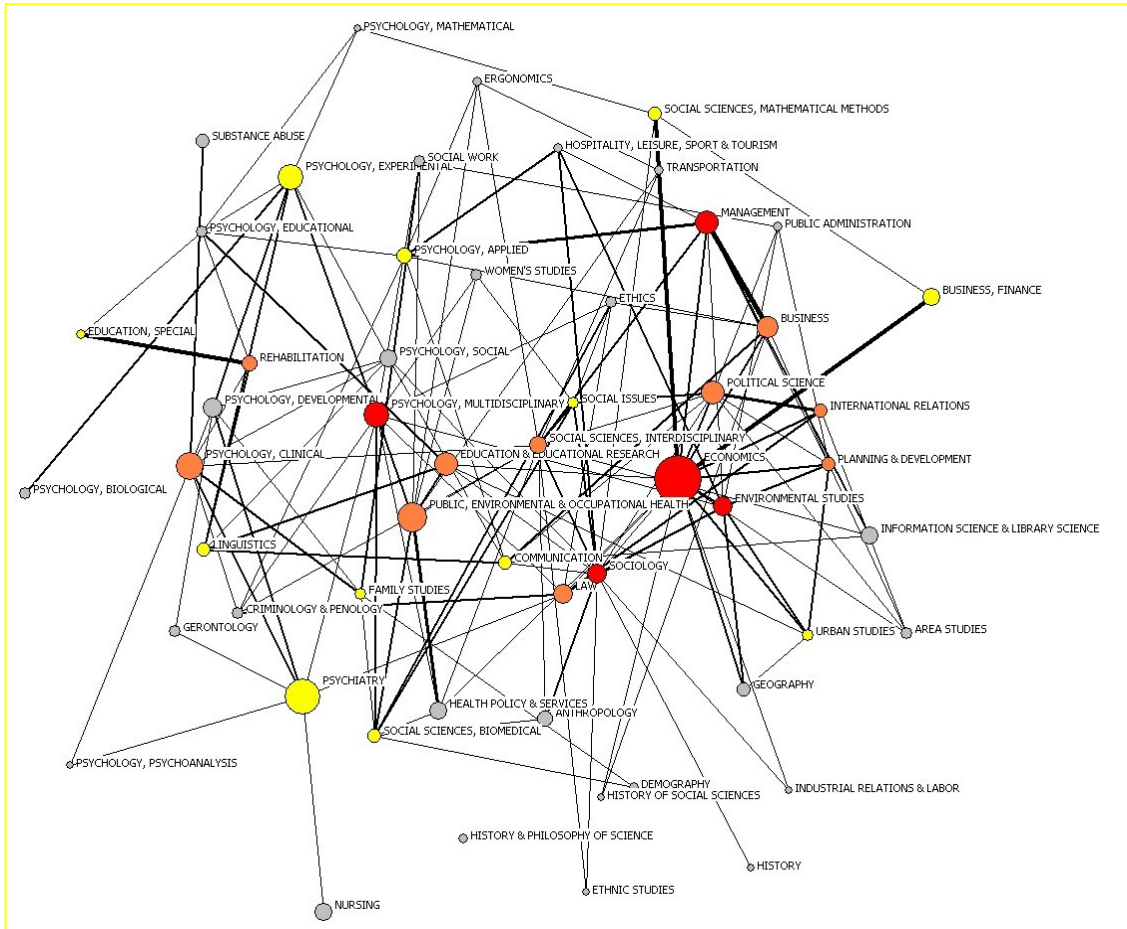 PSYCHOLOGY, MATHEMATICAL
ERGONOMICS
SOCIAL SCIENCES, MATHEMATICAL METHODS
SUBSTANCE ABUSE
HOSPITALITY, LEISURE, SPORT & TOURISM
SOCIAL WORK
PSYCHOLOGY, EXPERIMENTAL
TRANSPORTATION
MANAGEMENT
PUBLIC ADMINISTRATION
PSYCHOLOGY, EDUCATIONAL
PSYCHOLOGY, APPLIED
WOMEN'S STUDIES
BUSINESS, FINANCE
ETHICS
BUSINESS
EDUCATION, SPECIAL
REHABILITATION
PSYCHOLOGY, SOCIAL
POLITICAL SCIENCE
PSYCHOLOGY, DEVELOPMENTAL
PSYCHOLOGY, MULTIDISCIPLINARY
SOCIAL ISSUES
INTERNATIONAL RELATIONS
SOCIAL SCIENCES, INTERDISCIPLINARY
PSYCHOLOGY, CLINICAL
EDUCATION & EDUCATIONAL RESEARCH
ECONOMICS
PLANNING & DEVELOPMENT
PSYCHOLOGY, BIOLOGICAL
PUBLIC, ENVIRONMENTAL & OCCUPATIONAL HEALTH
ENVIRONMENTAL STUDIES
INFORMATION SCIENCE & LIBRARY SCIENCE
LINGUISTICS
COMMUNICATION
SOCIOLOGY
FAMILY STUDIES
LAW
CRIMINOLOGY & PENOLOGY
GERONTOLOGY
URBAN STUDIES
AREA STUDIES
PSYCHIATRY
GEOGRAPHY
HEALTH POLICY & SERVICES
ANTHROPOLOGY
SOCIAL SCIENCES, BIOMEDICAL
PSYCHOLOGY, PSYCHOANALYSIS
DEMOGRAPHY
INDUSTRIAL RELATIONS & LABOR
HISTORY OF SOCIAL SCIENCES
HISTORY & PHILOSOPHY OF SCIENCE
HISTORY
ETHNIC STUDIES
NURSING